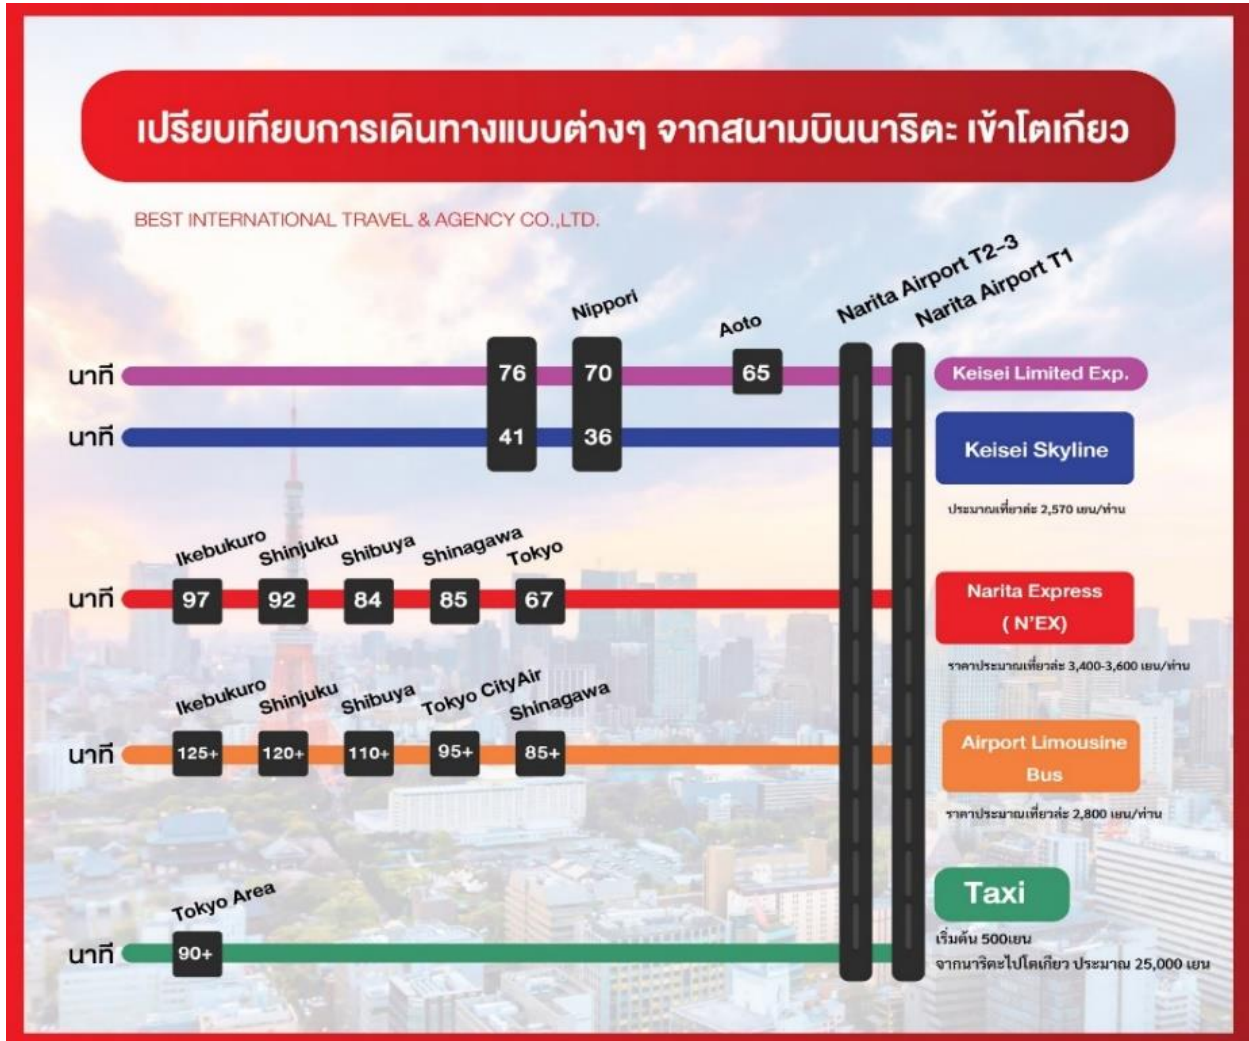 เปรียบเทียบการเดินทางแบบต่างๆ จากสนามบินนาริตะ เข้าโตเกียว
BEST INTERNATIONAL TRAVEL & AGENCY CO.,LTD.
Nippori
Aoto
Narita Airport T2-3
Narita Airport T1
นาที
76
70
65
Keisei Limited Exp.
นาที
41
36
Keisei Skyline
ประมาณเที่ยวล่ะ 2,570 เยน/ท่าน
Ikebukuro
Shinjuku
Shibuya
Shinagawa
Tokyo
นาที
97
92
84
85
67
Narita Express
( N'EX)
ราคาประมาณเที่ยวล่ะ 3,400-3,600 เยน/ท่าน
Ikebukuro
Shinjuku
Shibuya
Tokyo CityAir
Shinagawa
นาที
125+
120+
110+
95+
85+
Airport Limousine
Bus
ราคาประมาณเที่ยวล่ะ 2,800 เยน/ท่าน
Tokyo Area
นาที
90+
Taxi
เริ่มต้น 500เยน
จากนาริตะไปโตเกียว ประมาณ 25,000 เยน